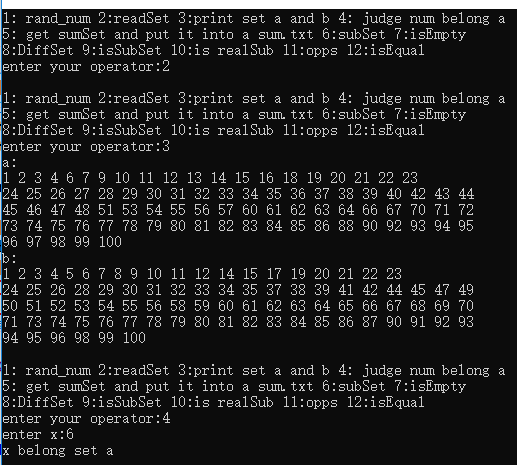 1: rand_num 2:readSet 3:print set a and b 4: judge num belong a
5: get sumSet and put it into a sum.txt 6:subSet 7:isEmpty
8:DiffSet 9:isSubSet 10:is realSub 11:opps 12:isEqual
enter your operator:2
1: rand_num 2:readSet 3:print set a and b 4: judge num belong a
5: get sumSet and put it into a sum.txt 6:subSet 7:isEmpty
8:DiffSet 9:isSubSet 10:is realSub 11:opps 12:isEqual
enter your operator:3
a:
1 2 3 4 6 7 9 10 11 12 13 14 15 16 18 19 20 21 22 23
24 25 26 27 28 29 30 31 32 33 34 35 36 37 38 39 40 42 43 44
45 46 47 48 51 53 54 55 56 57 60 61 62 63 64 66 67 70 71 72
73 74 75 76 77 78 79 80 81 82 83 84 85 86 88 90 92 93 94 95
96 97 98 99 100
b:
1 2 3 4 5 6 7 8 9 10 11 12 14 15 17 19 20 21 22 23
24 25 26 28 29 30 31 32 33 34 35 37 38 39 41 42 44 45 47 49
50 51 52 53 54 55 56 58 59 60 61 62 63 64 65 66 67 68 69 70
71 73 74 75 76 77 78 79 80 81 82 83 84 85 86 87 90 91 92 93
94 95 96 98 99 100
1: rand_num 2:readSet 3:print set a and b 4: judge num belong a
5: get sumSet and put it into a sum.txt 6:subSet 7:isEmpty
8:DiffSet 9:isSubSet 10:is realSub 11:opps 12:isEqual
enter your operator:4
enter x:6
x belong set a